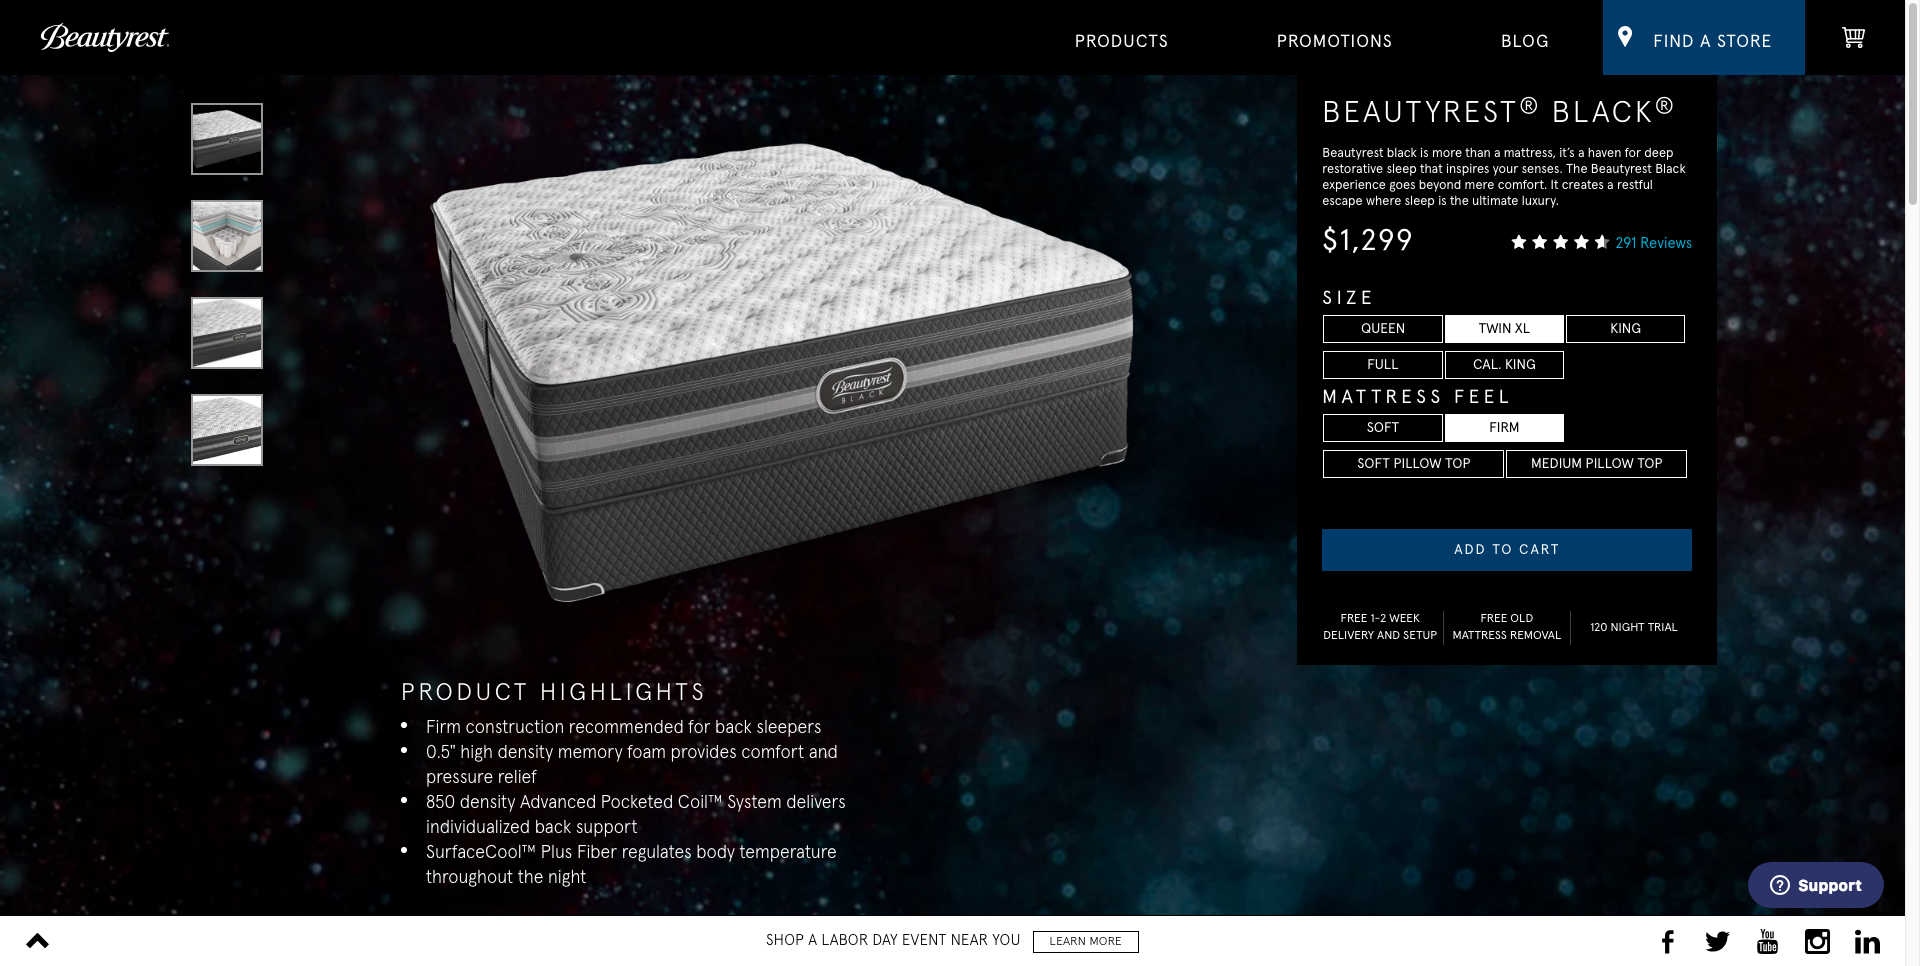 Beautyrest
PRODUCTS
PROMOTIONS
BLOG
FIND A STORE
BEAUTYREST® BLACK®
Beautyrest black is more than a mattress, it's a haven for deep
restorative sleep that inspires your senses. The Beautyrest Black
experience goes beyond mere comfort. It creates a restful
escape where sleep is the ultimate luxury.
$1,299
291 Reviews
SIZE
QUEEN
TWIN XL
KING
FULL
CAL. KING
MATTRESS FEEL
SOFT
FIRM
SOFT PILLOW TOP
MEDIUM PILLOW TOP
ADD TO CART
FREE 1-2 WEEK
DELIVERY AND SETUP
FREE OLD
MATTRESS REMOVAL
120 NIGHT TRIAL
Beautyrest
BLACK
PRODUCT HIGHLIGHTS
• Firm construction recommended for back sleepers
• 0.5" high density memory foam provides comfort and
pressure relief
• 850 density Advanced Pocketed Coil™ System delivers
individualized back support
• SurfaceCool™ Plus Fiber regulates body temperature
throughout the night
Support
SHOP A LABOR DAY EVENT NEAR YOU
LEARN MORE
You
Tube